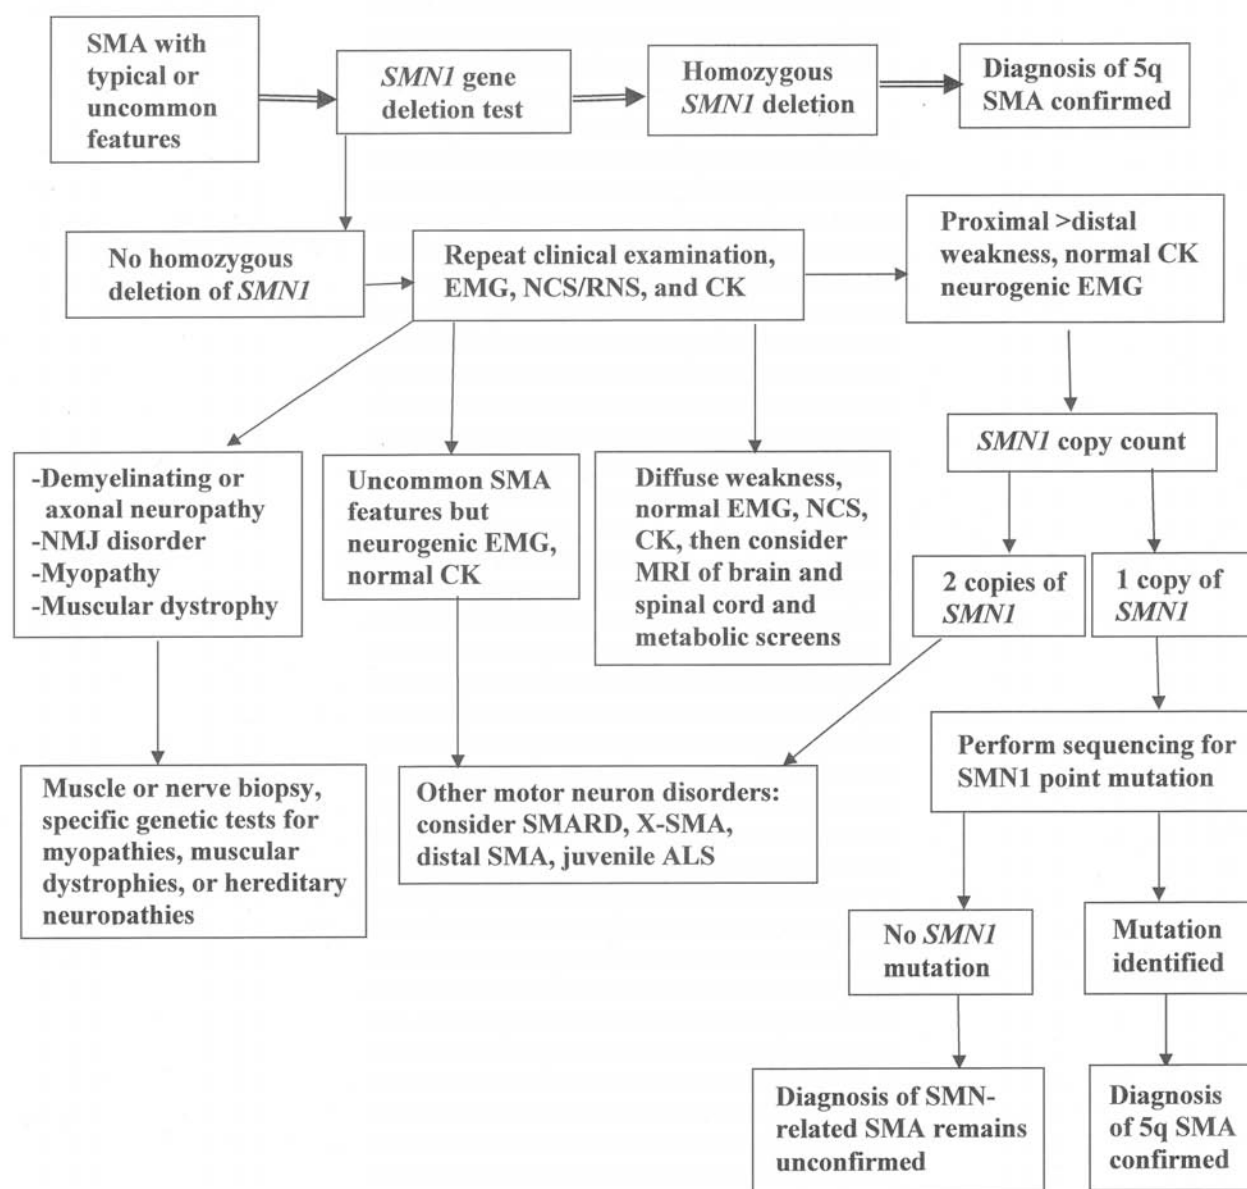 SMA with
typical or
uncommon
features
SMN1 gene
deletion test
Homozygous
SMN1 deletion
Diagnosis of 5q
SMA confirmed
No homozygous
deletion of SMN1
Repeat clinical examination,
EMG, NCS/RNS, and CK
Proximal >distal
weakness, normal CK
neurogenic EMG
SMN1 copy count
-Demyelinating or
axonal neuropathy
-NMJ disorder
-Myopathy
-Muscular dystrophy
Uncommon SMA
features but
neurogenic EMG,
normal CK
Diffuse weakness,
normal EMG, NCS,
CK, then consider
MRI of brain and
spinal cord and
metabolic screens
2 copies of
SMN1
1 copy of
SMN1
Perform sequencing for
SMN1 point mutation
Muscle or nerve biopsy,
specific genetic tests for
myopathies, muscular
dystrophies, or hereditary
neuropathies
Other motor neuron disorders:
consider SMARD, X-SMA,
distal SMA, juvenile ALS
No SMN1
mutation
Mutation
identified
Diagnosis of SMN-
related SMA remains
unconfirmed
Diagnosis
of 5q SMA
confirmed